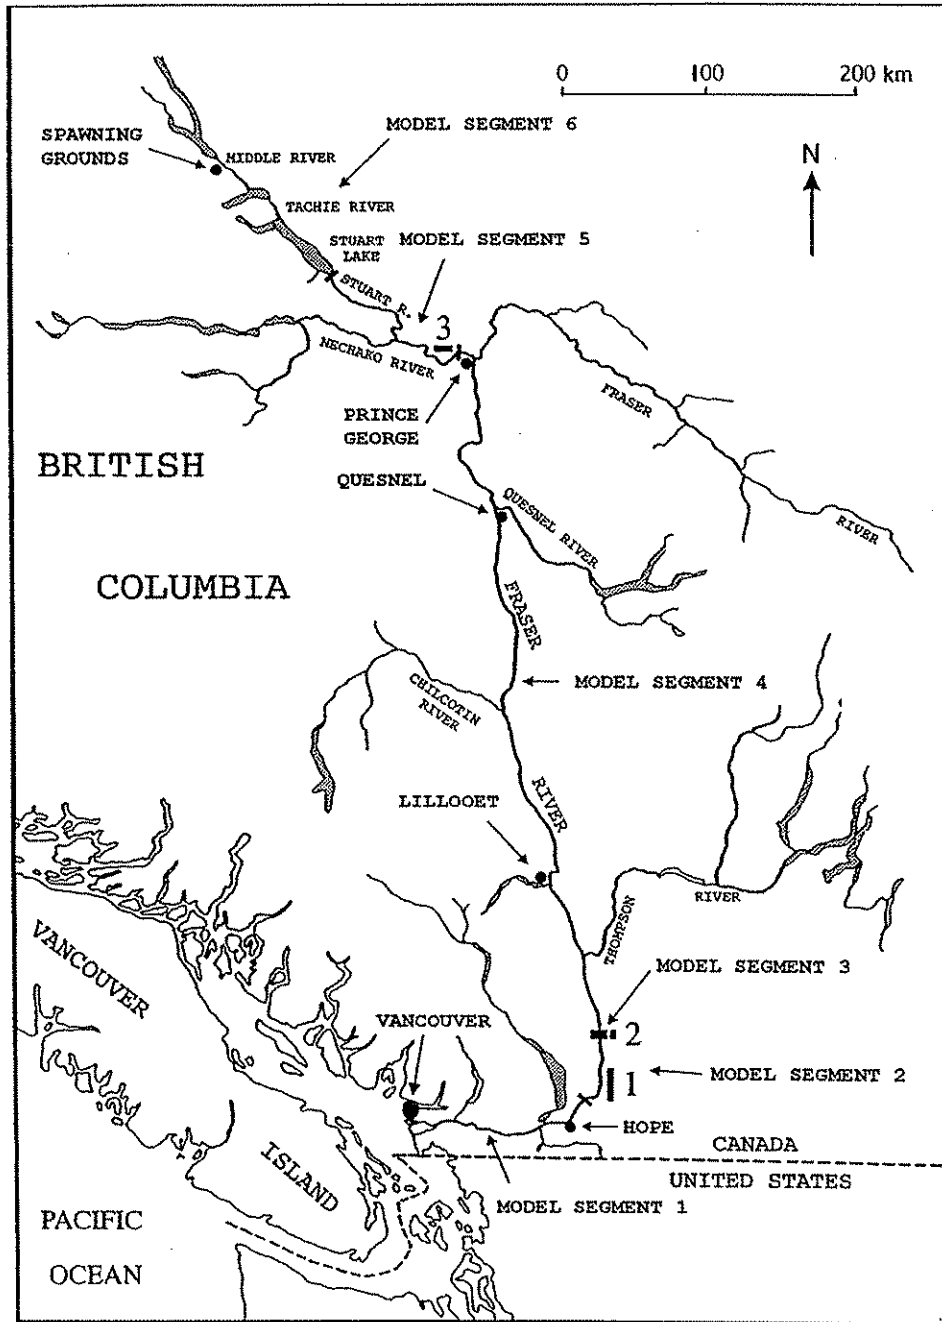 0 100 200 km
N
MODEL SEGMENT 6
SPAWNING
GROUNDS
MIDDLE RIVER
TACHIE RIVER
STUART
LAKE
MODEL SEGMENT 5
STUART R.
3
NECHAKO RIVER
PRINCE
GEORGE
FRASER
RIVER
BRITISH
QUESNEL
QUESNEL RIVER
COLUMBIA
FRASER
MODEL SEGMENT 4
CHILCOTIN
RIVER
RIVER
LILLOOET
THOMPSON
RIVER
VANCOUVER
MODEL SEGMENT 3
2
VANCOUVER
1
MODEL SEGMENT 2
HOPE
CANADA
UNITED STATES
ISLAND
MODEL SEGMENT 1
PACIFIC
OCEAN